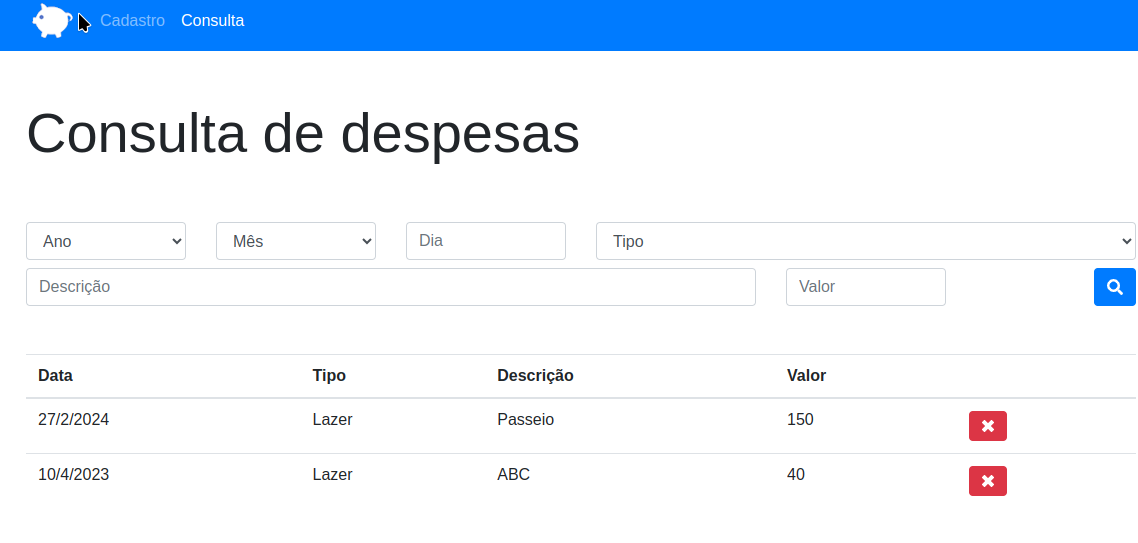 Cadastro Consulta
Consulta de despesas
Ano Mês Dia Tipo
Descrição Valor
Data Tipo Descrição Valor
27/2/2024 Lazer Passeio 150
10/4/2023 Lazer ABC 40